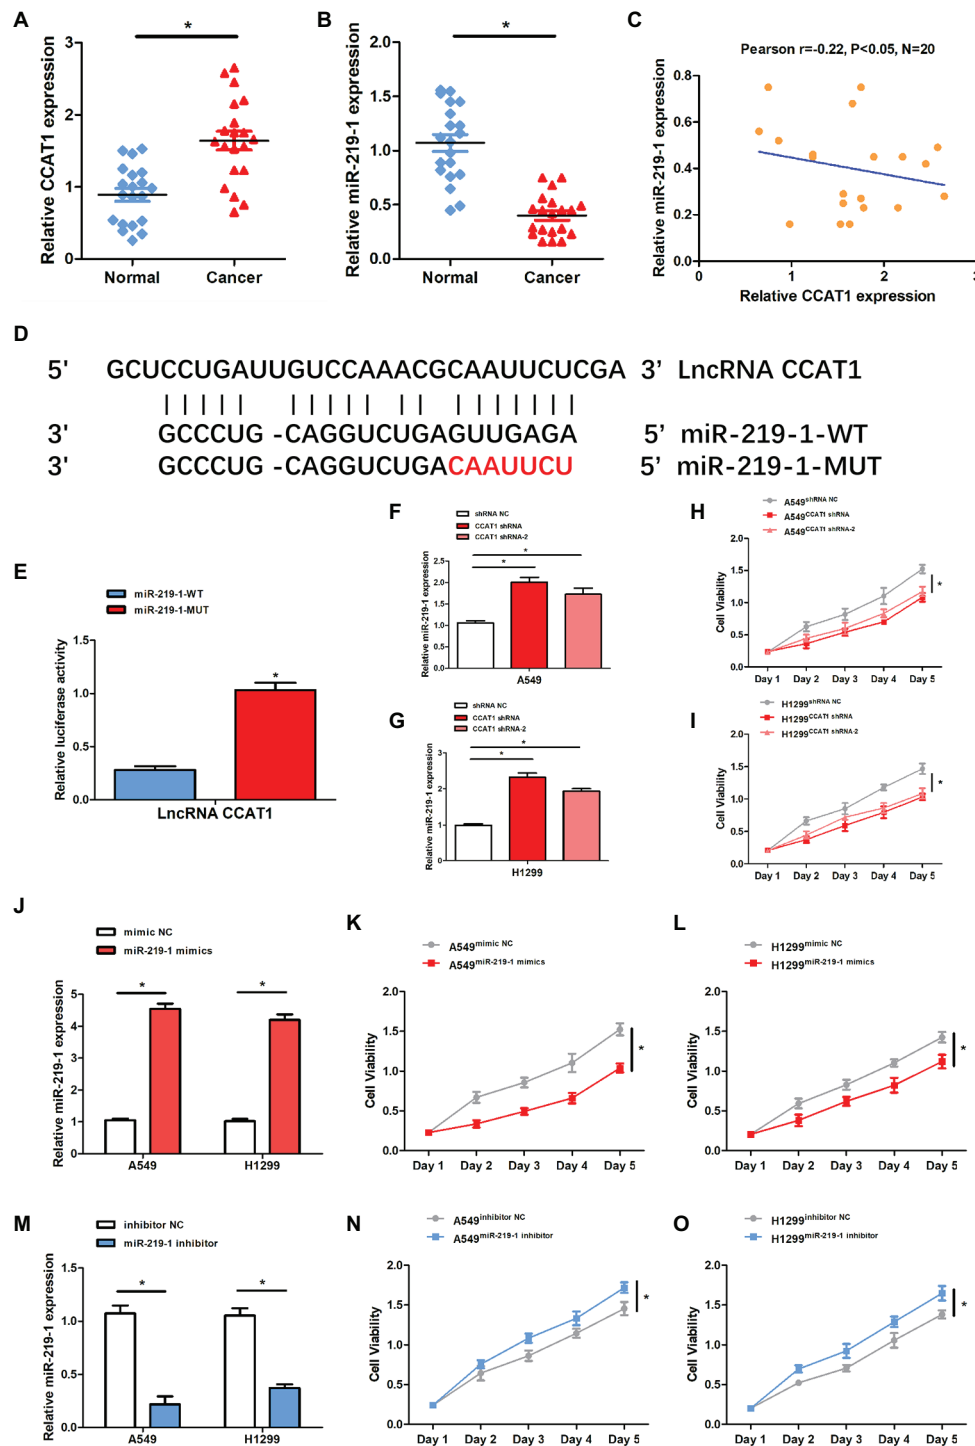 A
B
C
*
*
Pearson r=-0.22, P<0.05, N=20
Relative CCAT1 expression
3
2
1
0
Normal
Cancer
Relative miR-219-1 expression
2.0
1.5
1.0
0.5
0.0
Normal
Cancer
Relative miR-219-1 expression
0.8
0.6
0.4
0.2
0.0
0
1
2
3
Relative CCAT1 expression
D
5' GCUCCUGAUUGUCCAAACGCAAUUCUCGA 3' LncRNA CCAT1
3' GCCCUG -CAGGUCUGAGUUGAGA 5' miR-219-1-WT
3' GCCCUG -CAGGUCUGACAAUUCU 5' miR-219-1-MUT
E
miR-219-1-WT
miR-219-1-MUT
Relative luciferase activity
1.5
1.0
0.5
0.0
*
LncRNA CCAT1
F
shRNA NC
CCAT1 shRNA
CCAT1 shRNA-2
Relative miR-219-1 expression
2.5
2.0
1.5
1.0
0.5
0.0
*
*
A549
G
shRNA NC
CCAT1 shRNA
CCAT1 shRNA-2
Relative miR-219-1 expression
3
2
1
0
*
*
H1299
H
A549shRNA NC
A549CCAT1 shRNA
A549CCAT1 shRNA-2
Cell Viability
2.0
1.5
1.0
0.5
0.0
*
Day 1 Day 2 Day 3 Day 4 Day 5
I
H1299shRNA NC
H1299CCAT1 shRNA
H1299CCAT1 shRNA-2
Cell Viability
2.0
1.5
1.0
0.5
0.0
*
Day 1 Day 2 Day 3 Day 4 Day 5
J
mimic NC
miR-219-1 mimics
Relative miR-219-1 expression
5
4
3
2
1
0
*
*
A549
H1299
K
A549mimic NC
A549miR-219-1 mimics
Cell Viability
2.0
1.5
1.0
0.5
0.0
*
Day 1 Day 2 Day 3 Day 4 Day 5
L
H1299mimic NC
H1299miR-219-1 mimics
Cell Viability
2.0
1.5
1.0
0.5
0.0
*
Day 1 Day 2 Day 3 Day 4 Day 5
M
inhibitor NC
miR-219-1 inhibitor
Relative miR-219-1 expression
1.5
1.0
0.5
0.0
*
*
A549
H1299
N
A549inhibitor NC
A549miR-219-1 inhibitor
Cell Viability
2.0
1.5
1.0
0.5
0.0
*
Day 1 Day 2 Day 3 Day 4 Day 5
O
H1299inhibitor NC
H1299miR-219-1 inhibitor
Cell Viability
2.0
1.5
1.0
0.5
0.0
*
Day 1 Day 2 Day 3 Day 4 Day 5